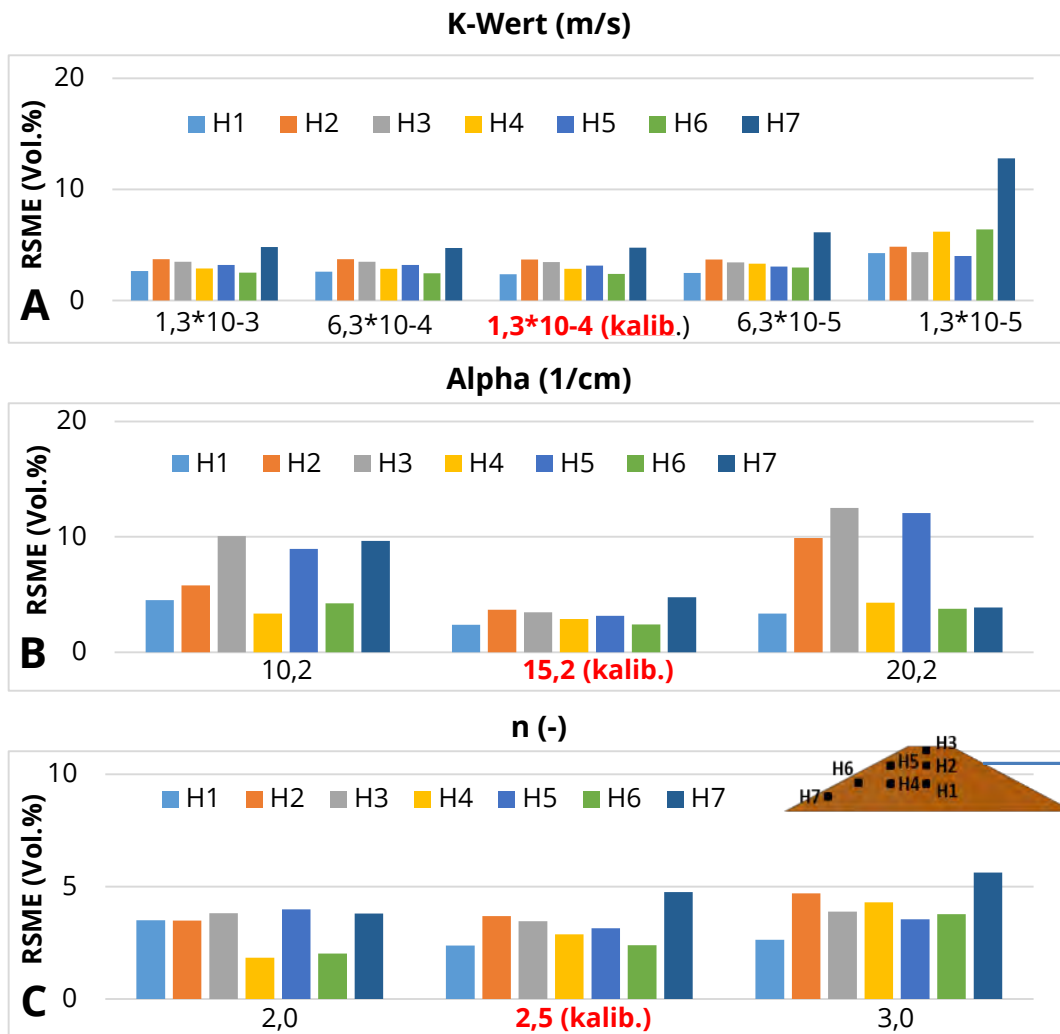 K-Wert (m/s)
RSME (Vol.%)
20
10
0
H1 H2 H3 H4 H5 H6 H7
A
1,3*10-3 6,3*10-4 1,3*10-4 (kalib.) 6,3*10-5 1,3*10-5
Alpha (1/cm)
RSME (Vol.%)
20
10
0
H1 H2 H3 H4 H5 H6 H7
B
10,2 15,2 (kalib.) 20,2
n (-)
RSME (Vol.%)
10
5
0
H1 H2 H3 H4 H5 H6 H7
H3
H5 H2
H6
H4 H1
H7
C
2,0 2,5 (kalib.) 3,0